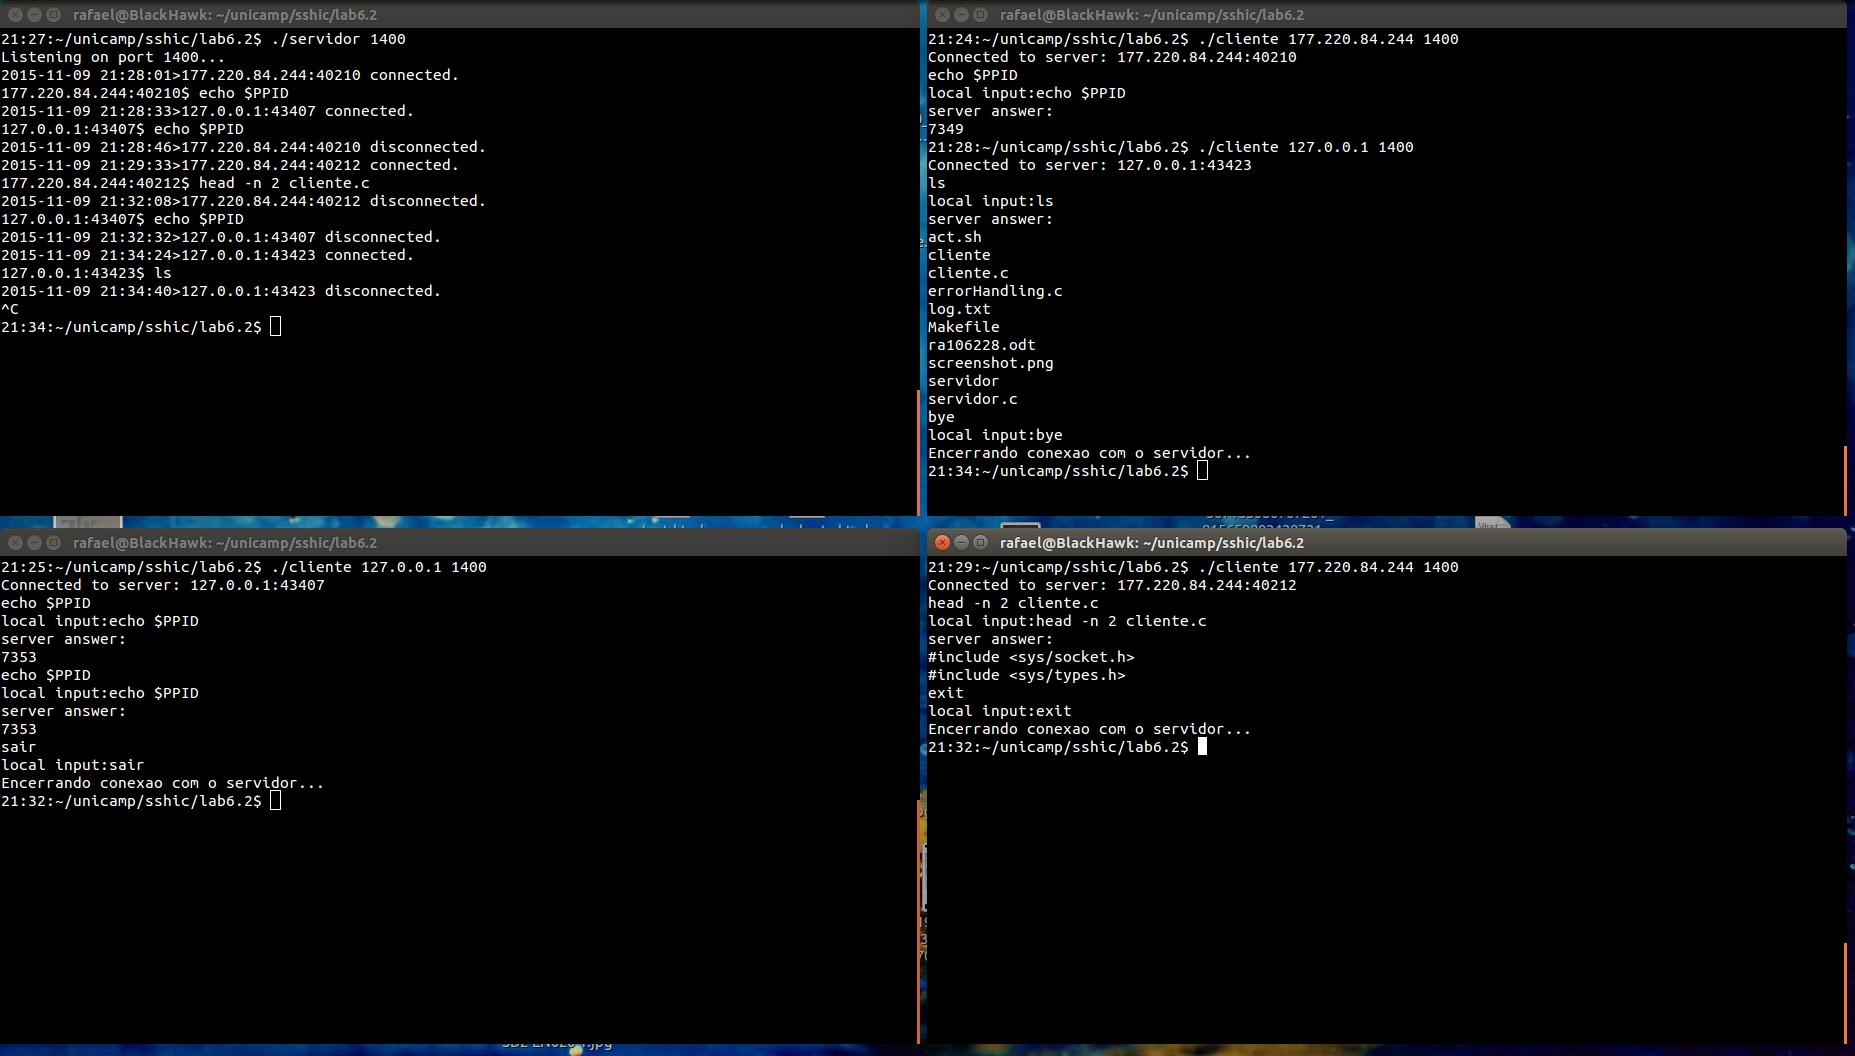 rafael@BlackHawk: ~/unicamp/sshic/lab6.2
21:27:~/unicamp/sshic/lab6.2$ ./servidor 1400
Listening on port 1400...
2015-11-09 21:28:01>177.220.84.244:40210 connected.
177.220.84.244:40210$ echo $PPID
2015-11-09 21:28:33>127.0.0.1:43407 connected.
127.0.0.1:43407$ echo $PPID
2015-11-09 21:28:46>177.220.84.244:40210 disconnected.
2015-11-09 21:29:33>177.220.84.244:40212 connected.
177.220.84.244:40212$ head -n 2 cliente.c
2015-11-09 21:32:08>177.220.84.244:40212 disconnected.
127.0.0.1:43407$ echo $PPID
2015-11-09 21:32:32>127.0.0.1:43407 disconnected.
2015-11-09 21:34:24>127.0.0.1:43423 connected.
127.0.0.1:43423$ ls
2015-11-09 21:34:40>127.0.0.1:43423 disconnected.
^C
21:34:~/unicamp/sshic/lab6.2$
rafael@BlackHawk: ~/unicamp/sshic/lab6.2
21:24:~/unicamp/sshic/lab6.2$ ./cliente 177.220.84.244 1400
Connected to server: 177.220.84.244:40210
echo $PPID
local input:echo $PPID
server answer:
7349
21:28:~/unicamp/sshic/lab6.2$ ./cliente 127.0.0.1 1400
Connected to server: 127.0.0.1:43423
ls
local input:ls
server answer:
act.sh
cliente
cliente.c
errorHandling.c
log.txt
Makefile
ra106228.odt
screenshot.png
servidor
servidor.c
bye
local input:bye
Encerrando conexao com o servidor...
21:34:~/unicamp/sshic/lab6.2$
rafael@BlackHawk: ~/unicamp/sshic/lab6.2
21:25:~/unicamp/sshic/lab6.2$ ./cliente 127.0.0.1 1400
Connected to server: 127.0.0.1:43407
echo $PPID
local input:echo $PPID
server answer:
7353
echo $PPID
local input:echo $PPID
server answer:
7353
sair
local input:sair
Encerrando conexao com o servidor...
21:32:~/unicamp/sshic/lab6.2$
rafael@BlackHawk: ~/unicamp/sshic/lab6.2
21:29:~/unicamp/sshic/lab6.2$ ./cliente 177.220.84.244 1400
Connected to server: 177.220.84.244:40212
head -n 2 cliente.c
local input:head -n 2 cliente.c
server answer:
#include <sys/socket.h>
#include <sys/types.h>
exit
local input:exit
Encerrando conexao com o servidor...
21:32:~/unicamp/sshic/lab6.2$